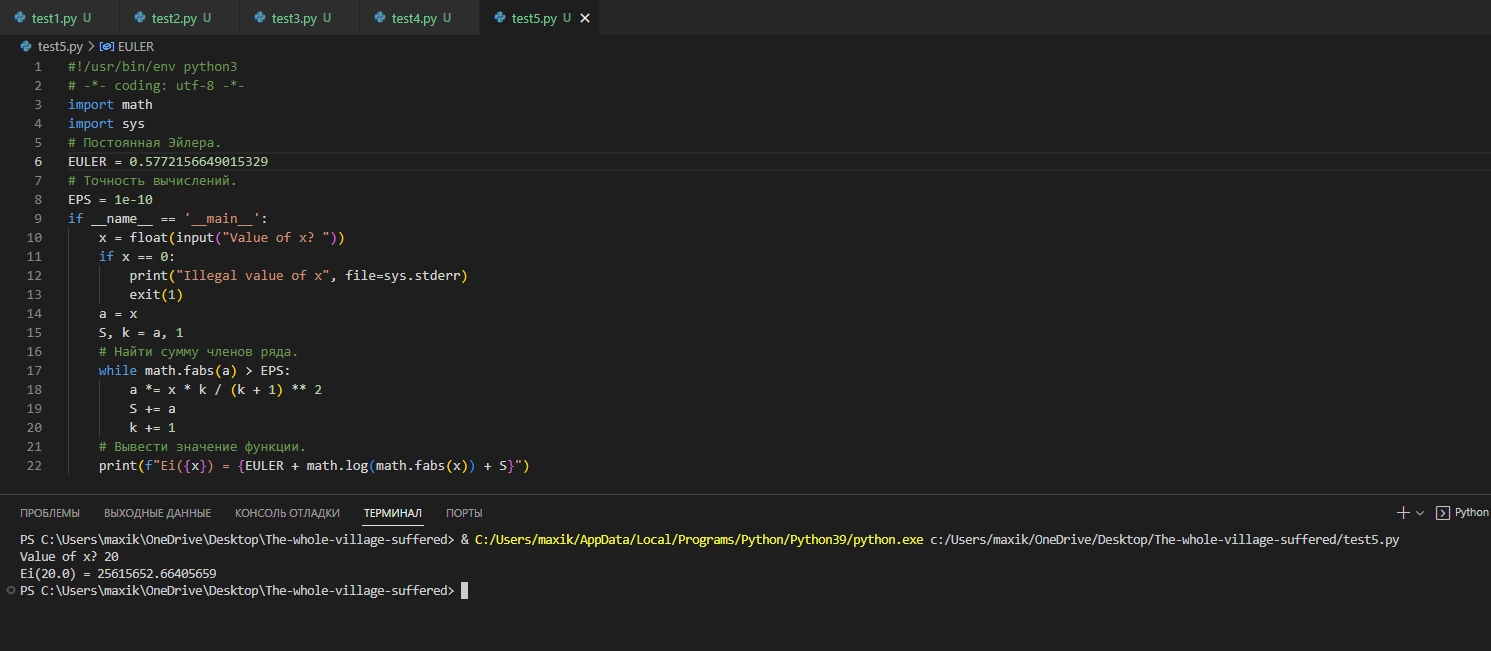 test1.py U test2.py U test3.py U test4.py U test5.py U
test5.py > EULER
1 #!/usr/bin/env python3
2 # -*- coding: utf-8 -*-
3 import math
4 import sys
5 # Постоянная Эйлера.
6 EULER = 0.5772156649015329
7 # Точность вычислений.
8 EPS = 1e-10
9 if __name__ == '__main__':
10     x = float(input("Value of x? "))
11     if x == 0:
12         print("Illegal value of x", file=sys.stderr)
13         exit(1)
14     a = x
15     S, k = a, 1
16     # Найти сумму членов ряда.
17     while math.fabs(a) > EPS:
18         a *= x * k / (k + 1) ** 2
19         S += a
20         k += 1
21     # Вывести значение функции.
22     print(f"Ei({x}) = {EULER + math.log(math.fabs(x)) + S}")
ПРОБЛЕМЫ ВЫХОДНЫЕ ДАННЫЕ КОНСОЛЬ ОТЛАДКИ ТЕРМИНАЛ ПОРТЫ Python
PS C:\Users\maxik\OneDrive\Desktop\The-whole-village-suffered> & C:/Users/maxik/AppData/Local/Programs/Python/Python39/python.exe c:/Users/maxik/OneDrive/Desktop/The-whole-village-suffered/test5.py
Value of x? 20
Ei(20.0) = 25615652.66405659
PS C:\Users\maxik\OneDrive\Desktop\The-whole-village-suffered>